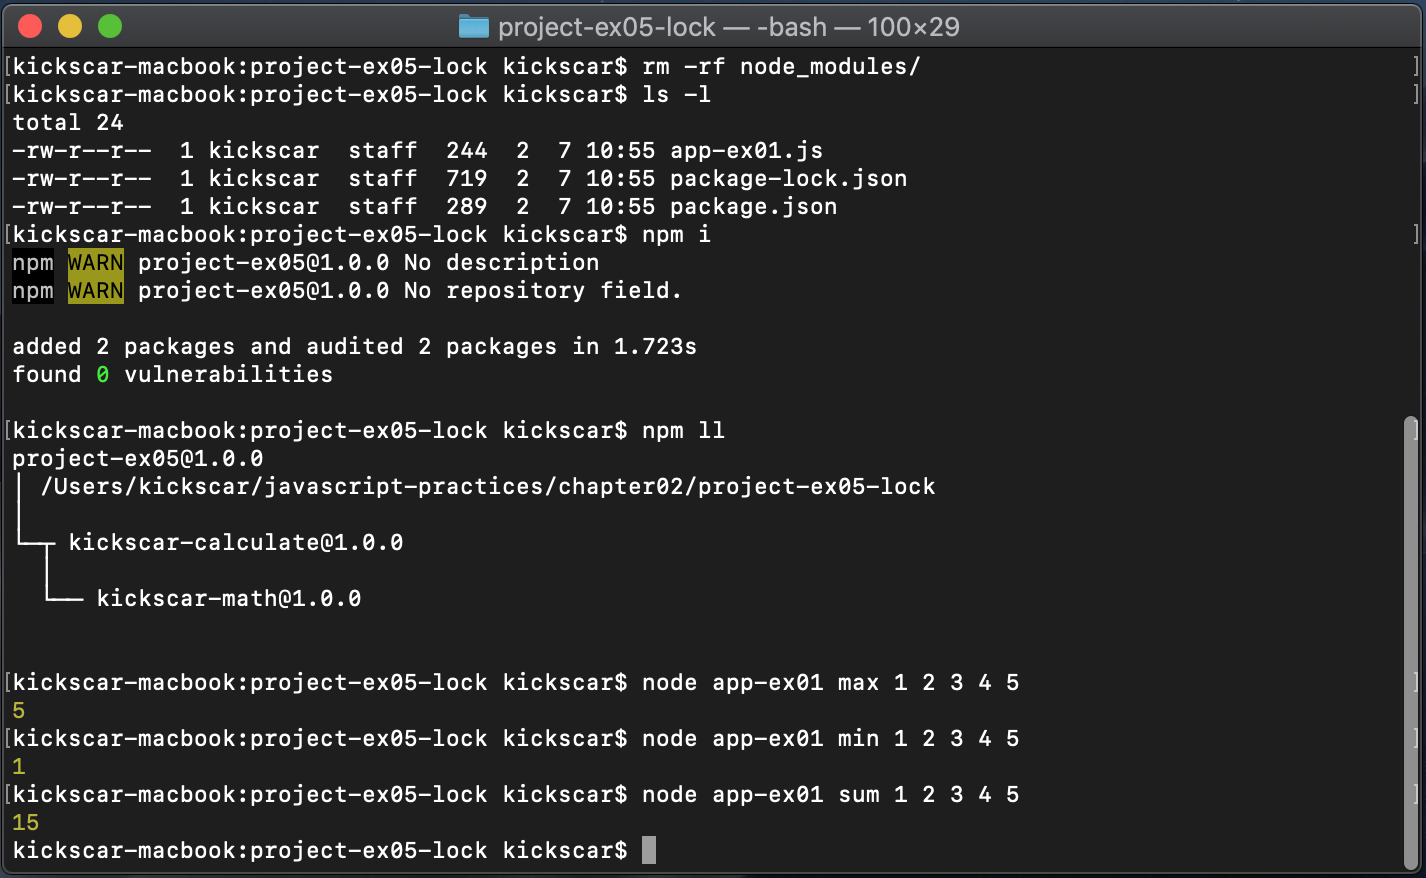 project-ex05-lock — -bash — 100×29
[kickscar-macbook:project-ex05-lock kickscar$ rm -rf node_modules/ ]
[kickscar-macbook:project-ex05-lock kickscar$ ls -l ]
total 24
-rw-r--r--  1 kickscar  staff  244  2  7 10:55 app-ex01.js
-rw-r--r--  1 kickscar  staff  719  2  7 10:55 package-lock.json
-rw-r--r--  1 kickscar  staff  289  2  7 10:55 package.json
[kickscar-macbook:project-ex05-lock kickscar$ npm i ]
npm WARN project-ex05@1.0.0 No description
npm WARN project-ex05@1.0.0 No repository field.
added 2 packages and audited 2 packages in 1.723s
found 0 vulnerabilities
[kickscar-macbook:project-ex05-lock kickscar$ npm ll ]
project-ex05@1.0.0
│ /Users/kickscar/javascript-practices/chapter02/project-ex05-lock
│
└─┬ kickscar-calculate@1.0.0
  │
  └── kickscar-math@1.0.0
[kickscar-macbook:project-ex05-lock kickscar$ node app-ex01 max 1 2 3 4 5 ]
5
[kickscar-macbook:project-ex05-lock kickscar$ node app-ex01 min 1 2 3 4 5 ]
1
[kickscar-macbook:project-ex05-lock kickscar$ node app-ex01 sum 1 2 3 4 5 ]
15
kickscar-macbook:project-ex05-lock kickscar$